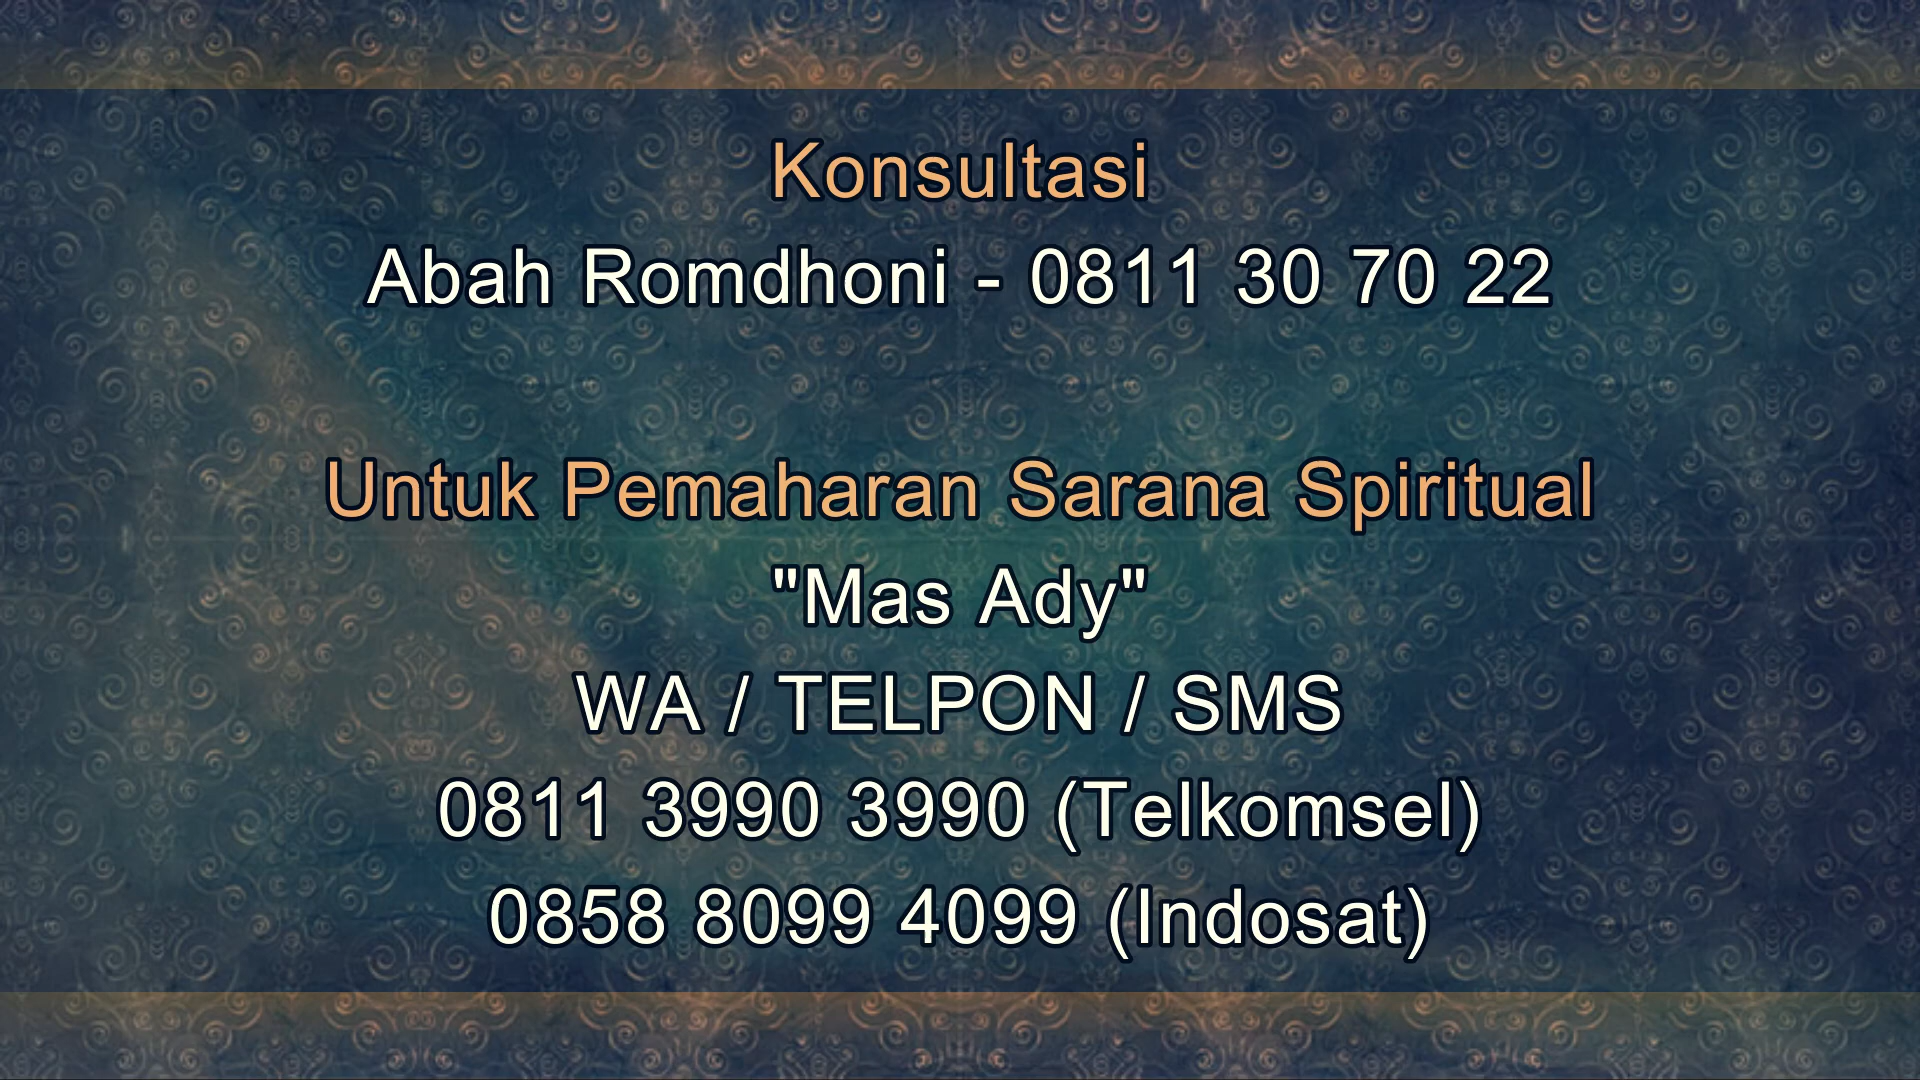 Konsultasi
Abah Romdhoni - 0811 30 70 22
Untuk Pemaharan Sarana Spiritual
"Mas Ady"
WA / TELPON / SMS
0811 3990 3990 (Telkomsel)
0858 8099 4099 (Indosat)